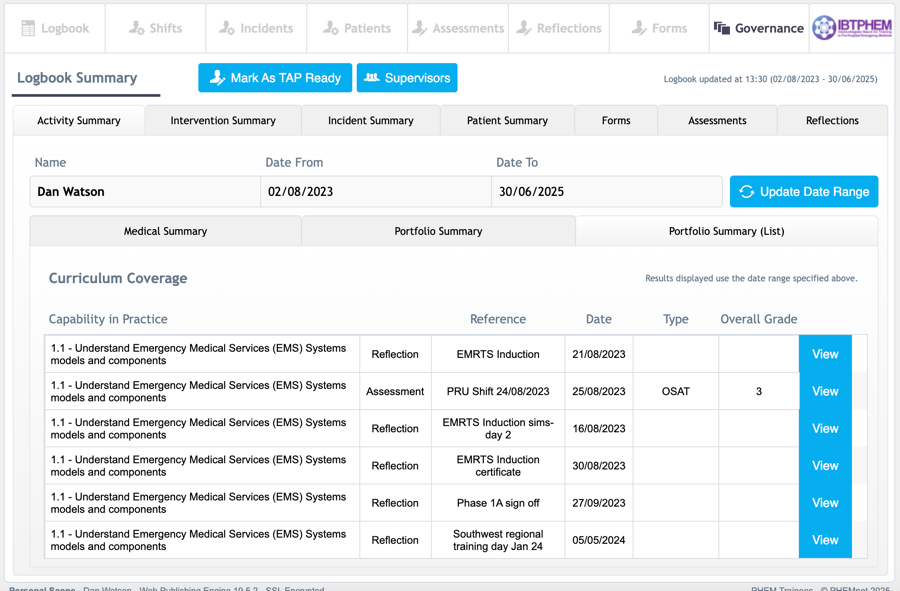 Logbook Shifts Incidents Patients Assessments Reflections Forms Governance IBTPHEM
Logbook Summary Mark As TAP Ready Supervisors Logbook updated at 13:30 (02/08/2023 - 30/06/2025)
Activity Summary Intervention Summary Incident Summary Patient Summary Forms Assessments Reflections
Name Date From Date To
Dan Watson 02/08/2023 30/06/2025 Update Date Range
Medical Summary Portfolio Summary Portfolio Summary (List)
Curriculum Coverage Results displayed use the date range specified above.
Capability in Practice Reference Date Type Overall Grade
1.1 - Understand Emergency Medical Services (EMS) Systems
models and components Reflection EMRTS Induction 21/08/2023 View
1.1 - Understand Emergency Medical Services (EMS) Systems
models and components Assessment PRU Shift 24/08/2023 25/08/2023 OSAT 3 View
1.1 - Understand Emergency Medical Services (EMS) Systems
models and components Reflection EMRTS Induction sims-
day 2 16/08/2023 View
1.1 - Understand Emergency Medical Services (EMS) Systems
models and components Reflection EMRTS Induction
certificate 30/08/2023 View
1.1 - Understand Emergency Medical Services (EMS) Systems
models and components Reflection Phase 1A sign off 27/09/2023 View
1.1 - Understand Emergency Medical Services (EMS) Systems
models and components Reflection Southwest regional
training day Jan 24 05/05/2024 View
Personal Scope Dan Watson Web Publishing Engine 19.5.2 SSL Encrypted PHEM Trainees © PHEMnet 2025